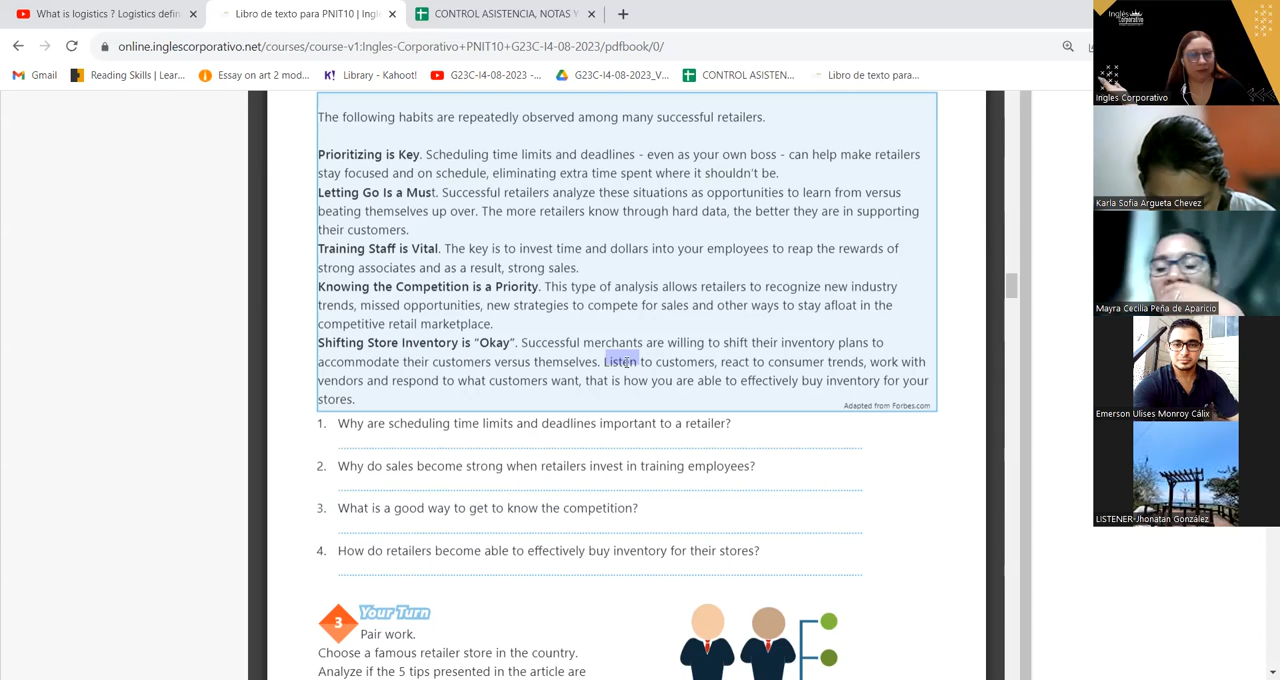 What is logistics ? Logistics defin
Libro de texto para PNIT10 | Ingl
CONTROL ASISTENCIA, NOTAS Y
online.inglescorporativo.net/courses/course-v1:Ingles-Corporativo+PNIT10+G23C-I4-08-2023/pdfbook/0/
Gmail
Reading Skills | Lear...
Essay on art 2 mod...
Library - Kahoot!
G23C-I4-08-2023 -...
G23C-I4-08-2023_V...
CONTROL ASISTEN...
Libro de texto para...
The following habits are repeatedly observed among many successful retailers.
Prioritizing is Key. Scheduling time limits and deadlines - even as your own boss - can help make retailers
stay focused and on schedule, eliminating extra time spent where it shouldn't be.
Letting Go Is a Must. Successful retailers analyze these situations as opportunities to learn from versus
beating themselves up over. The more retailers know through hard data, the better they are in supporting
their customers.
Training Staff is Vital. The key is to invest time and dollars into your employees to reap the rewards of
strong associates and as a result, strong sales.
Knowing the Competition is a Priority. This type of analysis allows retailers to recognize new industry
trends, missed opportunities, new strategies to compete for sales and other ways to stay afloat in the
competitive retail marketplace.
Shifting Store Inventory is "Okay". Successful merchants are willing to shift their inventory plans to
accommodate their customers versus themselves. Listen to customers, react to consumer trends, work with
vendors and respond to what customers want, that is how you are able to effectively buy inventory for your
stores.
Adapted from Forbes.com
1. Why are scheduling time limits and deadlines important to a retailer?
2. Why do sales become strong when retailers invest in training employees?
3. What is a good way to get to know the competition?
4. How do retailers become able to effectively buy inventory for their stores?
3 Your Turn
Pair work.
Choose a famous retailer store in the country.
Analyze if the 5 tips presented in the article are
Inglés
Corporativo
Ingles Corporativo
Karla Sofia Argueta Chevez
Mayra Cecilia Peña de Aparicio
Emerson Ulises Monroy Cálix
LISTENER-Jhonatan González